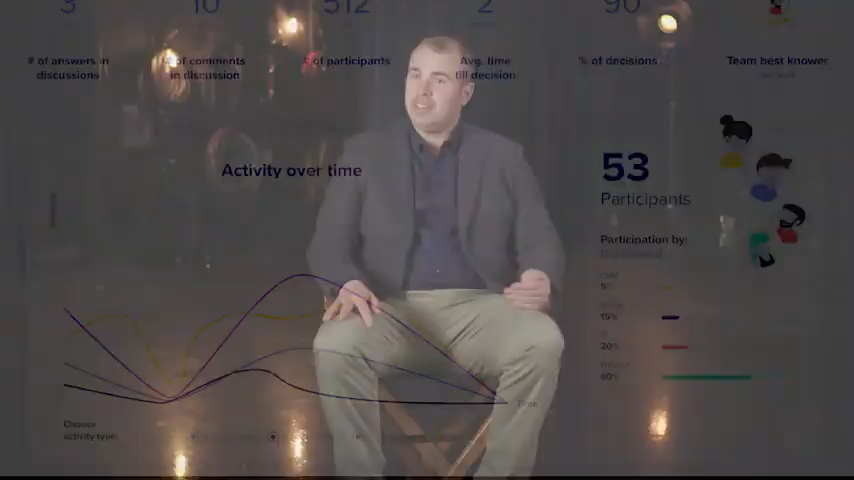 3 10 512 2 90
# of answers in discussions
# of comments in discussion
# of participants
Avg. time till decision
% of decisions
Team best knower
Activity over time
53
Participants
Participation by:
15%
20%
60%
Time
Choose
activity type: